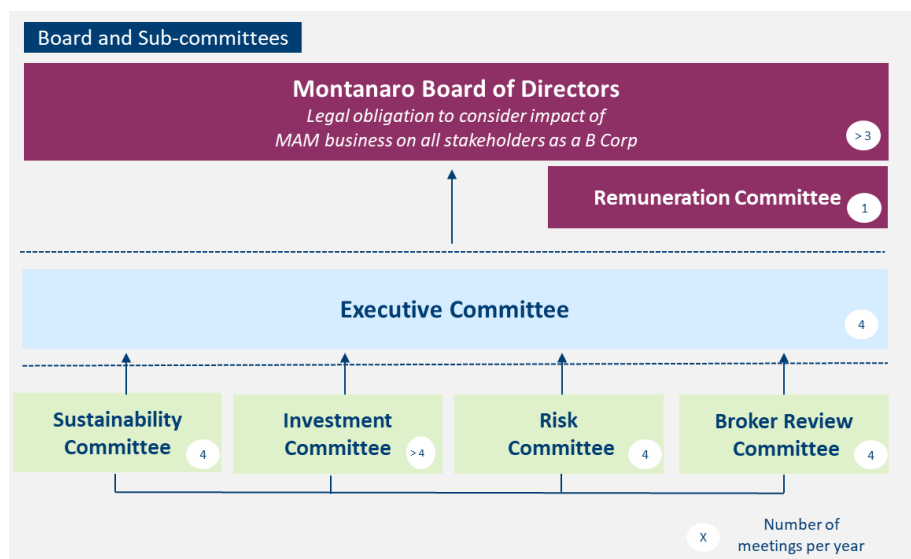 Board and Sub-committees
Montanaro Board of Directors
Legal obligation to consider impact of
MAM business on all stakeholders as a B Corp
> 3
Remuneration Committee
1
Executive Committee
4
Sustainability
Committee
4
Investment
Committee
> 4
Risk
Committee
4
Broker Review
Committee
4
X
Number of
meetings per year